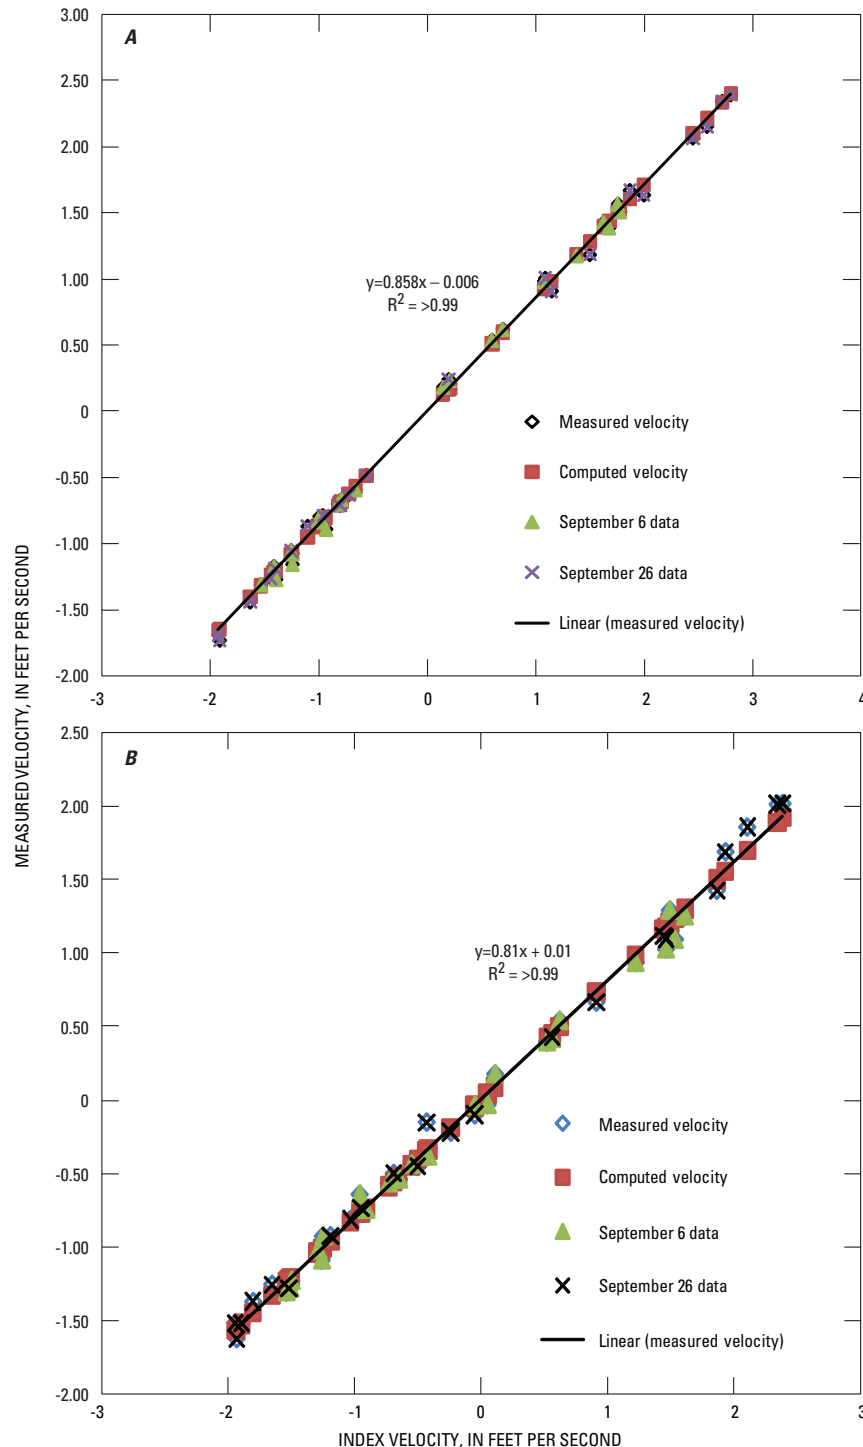 MEASURED VELOCITY, IN FEET PER SECOND
A
3.00
2.50
2.00
1.50
1.00
0.50
0
-0.50
-1.00
-1.50
-2.00
y=0.858x – 0.006
R² = >0.99
Measured velocity
Computed velocity
September 6 data
September 26 data
Linear (measured velocity)
-3 -2 -1 0 1 2 3 4
B
2.50
2.00
1.50
1.00
0.50
0
-0.50
-1.00
-1.50
-2.00
y=0.81x + 0.01
R² = >0.99
Measured velocity
Computed velocity
September 6 data
September 26 data
Linear (measured velocity)
-3 -2 -1 0 1 2 3
INDEX VELOCITY, IN FEET PER SECOND